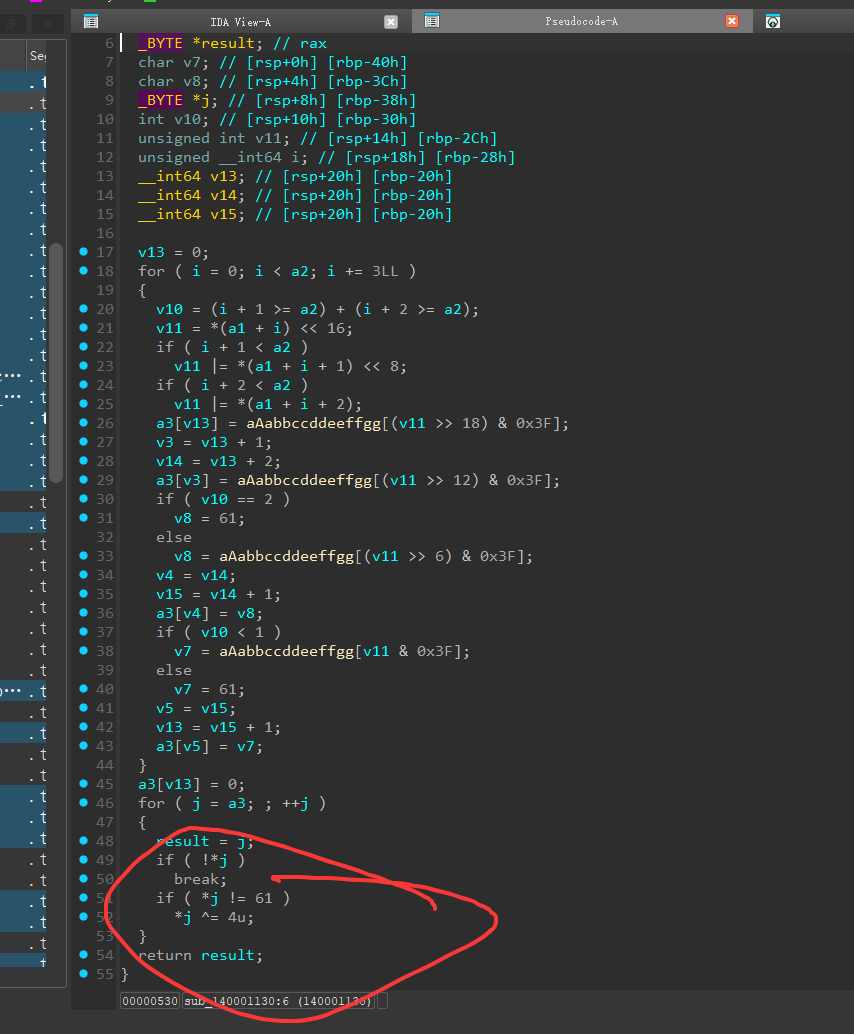 IDA View-A
Pseudocode-A
Se
6 _BYTE *result; // rax
7 char v7; // [rsp+0h] [rbp-40h]
8 char v8; // [rsp+4h] [rbp-3Ch]
9 _BYTE *j; // [rsp+8h] [rbp-38h]
10 int v10; // [rsp+10h] [rbp-30h]
11 unsigned int v11; // [rsp+14h] [rbp-2Ch]
12 unsigned __int64 i; // [rsp+18h] [rbp-28h]
13 __int64 v13; // [rsp+20h] [rbp-20h]
14 __int64 v14; // [rsp+20h] [rbp-20h]
15 __int64 v15; // [rsp+20h] [rbp-20h]
16
17 v13 = 0;
18 for ( i = 0; i < a2; i += 3LL )
19 {
20 v10 = (i + 1 >= a2) + (i + 2 >= a2);
21 v11 = *(a1 + i) << 16;
22 if ( i + 1 < a2 )
23 v11 |= *(a1 + i + 1) << 8;
24 if ( i + 2 < a2 )
25 v11 |= *(a1 + i + 2);
26 a3[v13] = aAabbccddeeffgg[(v11 >> 18) & 0x3F];
27 v3 = v13 + 1;
28 v14 = v13 + 2;
29 a3[v3] = aAabbccddeeffgg[(v11 >> 12) & 0x3F];
30 if ( v10 == 2 )
31 v8 = 61;
32 else
33 v8 = aAabbccddeeffgg[(v11 >> 6) & 0x3F];
34 v4 = v14;
35 v15 = v14 + 1;
36 a3[v4] = v8;
37 if ( v10 < 1 )
38 v7 = aAabbccddeeffgg[v11 & 0x3F];
39 else
40 v7 = 61;
41 v5 = v15;
42 v13 = v15 + 1;
43 a3[v5] = v7;
44 }
45 a3[v13] = 0;
46 for ( j = a3; ; ++j )
47 {
48 result = j;
49 if ( !*j )
50 break;
51 if ( *j != 61 )
52 *j ^= 4u;
53 }
54 return result;
55 }
00000530 sub_140001130:6 (140001130)